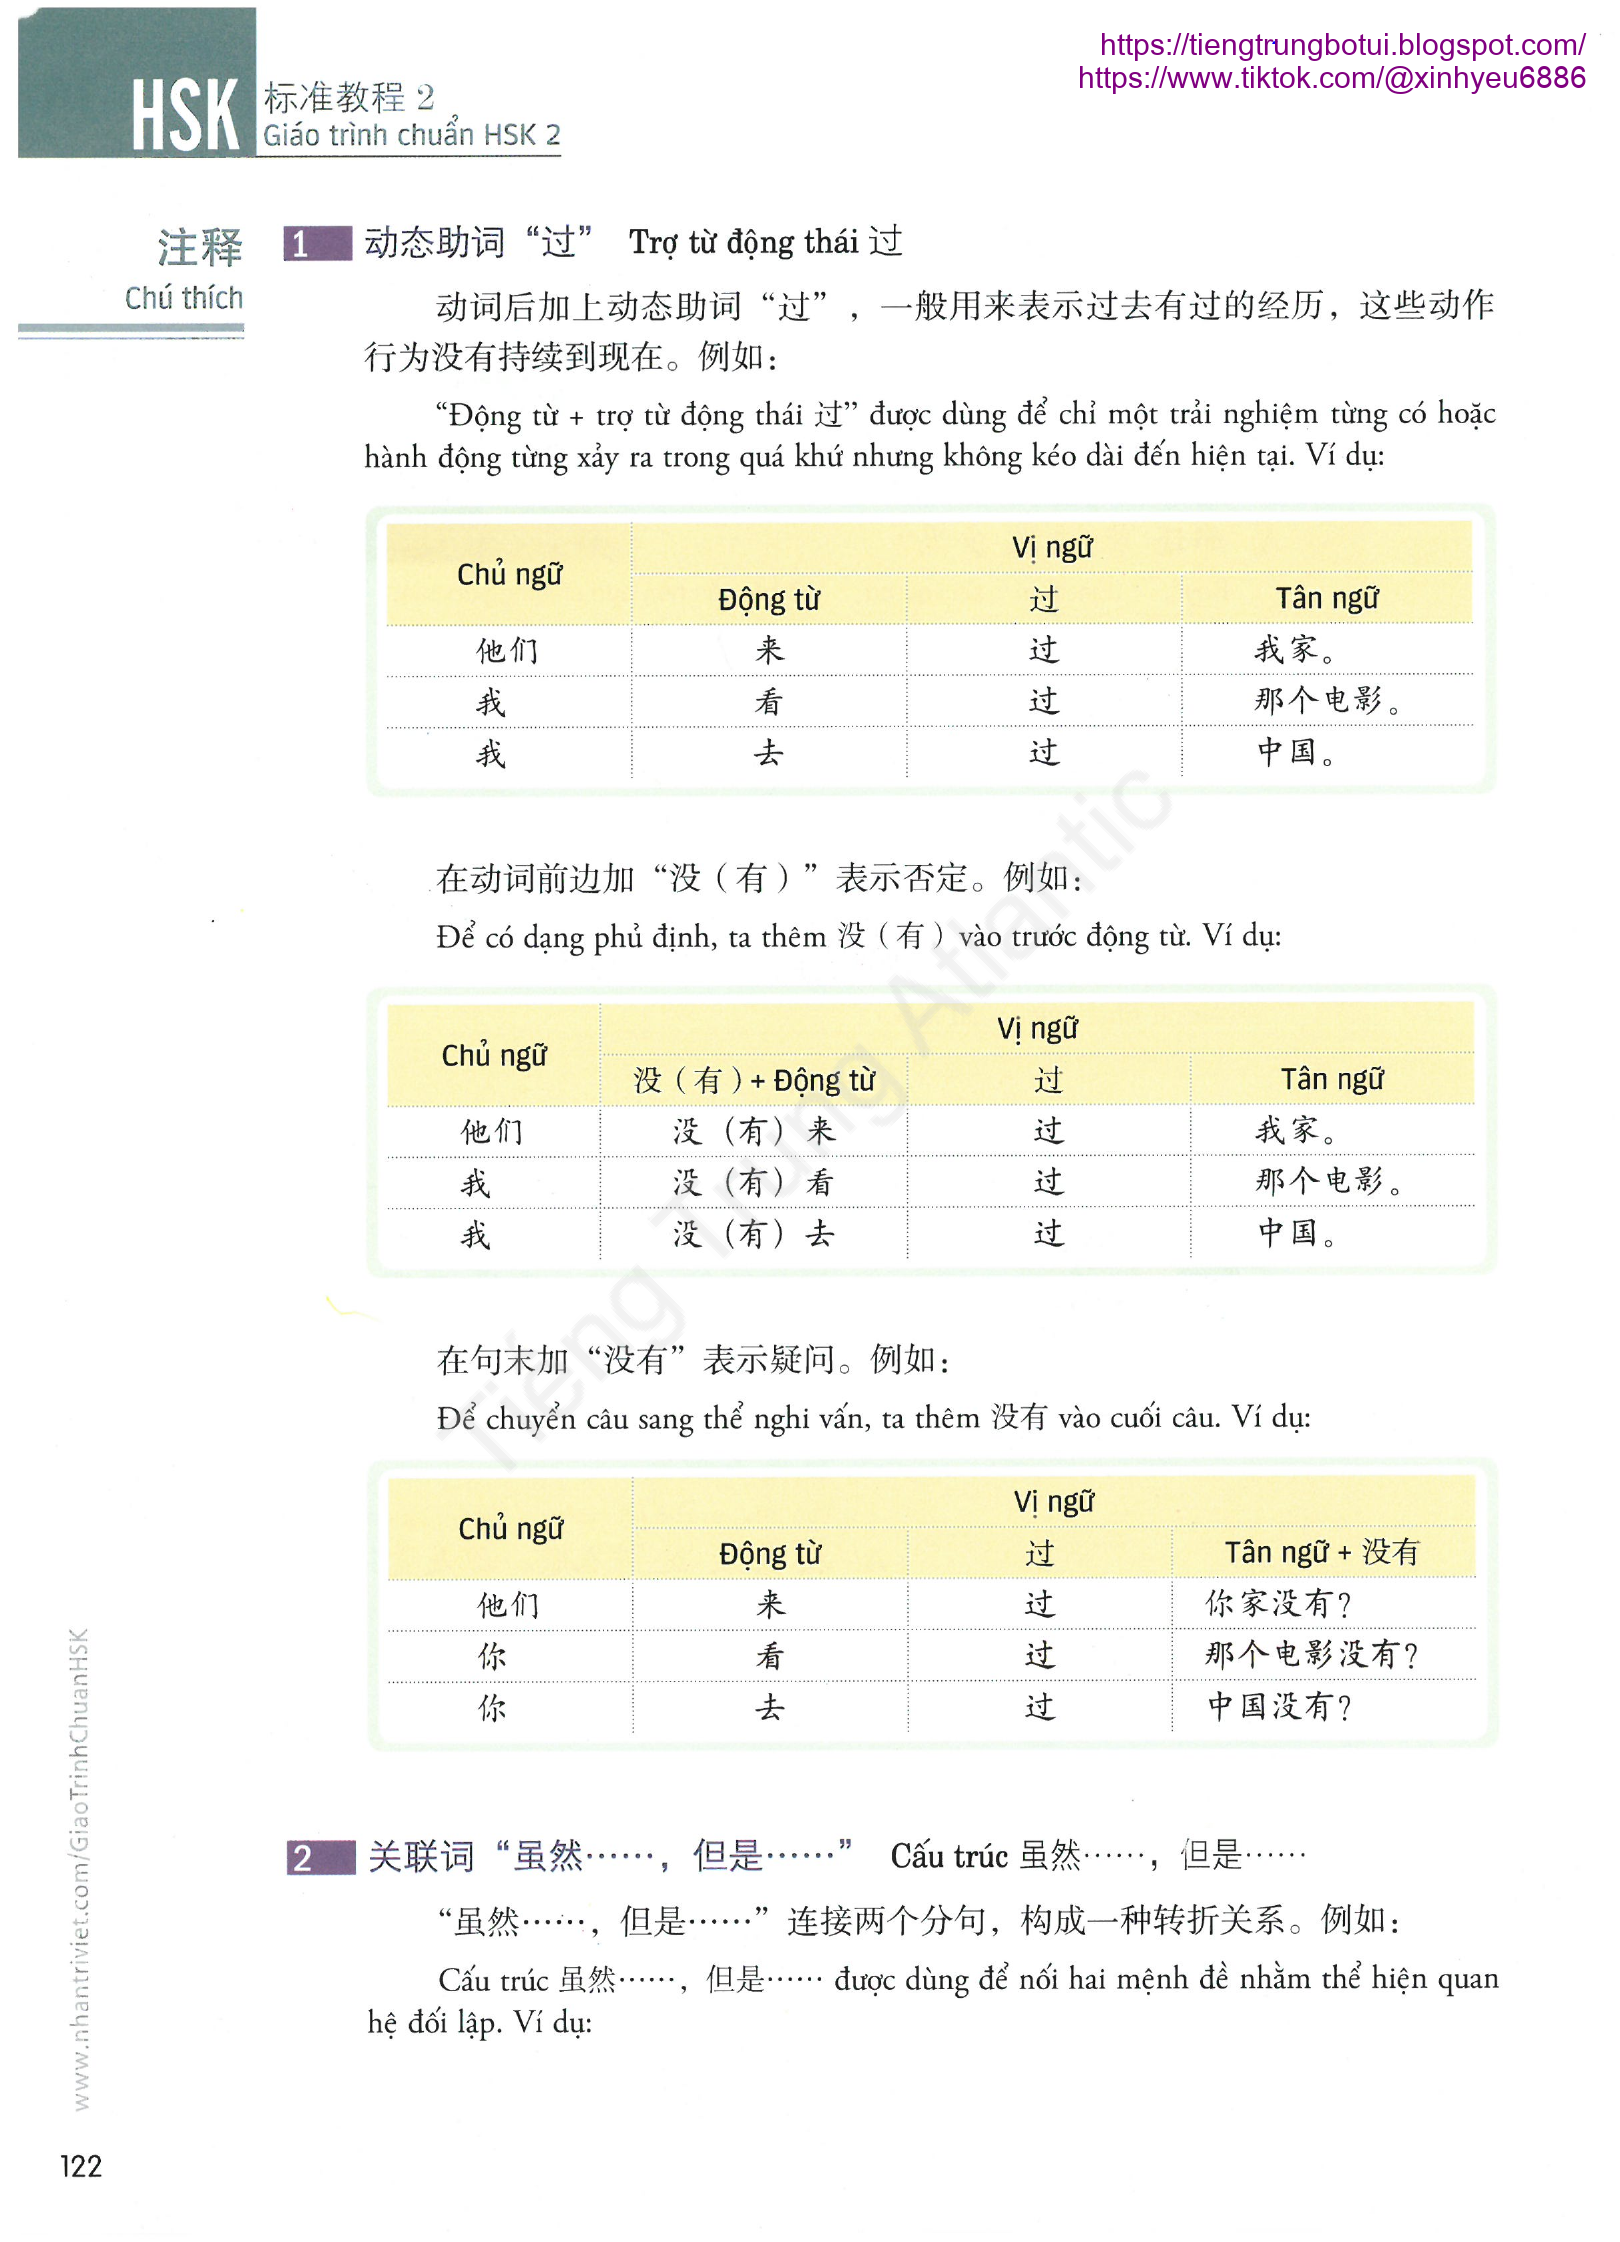 https://tiengtrungbotui.blogspot.com/
https://www.tiktok.com/@xinhyeu6886
HSK 标准教程 2
Giáo trình chuẩn HSK 2
注释
Chú thích
1 动态助词“过” Trợ từ động thái 过
动词后加上动态助词“过”，一般用来表示过去有过的经历，这些动作
行为没有持续到现在。例如：
“Động từ + trợ từ động thái 过” được dùng để chỉ một trải nghiệm từng có hoặc
hành động từng xảy ra trong quá khứ nhưng không kéo dài đến hiện tại. Ví dụ:
Chủ ngữ Vị ngữ
Động từ 过 Tân ngữ
他们 来 过 我家。
我 看 过 那个电影。
我 去 过 中国。
在动词前边加“没（有）”表示否定。例如：
Để có dạng phủ định, ta thêm 没（有）vào trước động từ. Ví dụ:
Chủ ngữ Vị ngữ
没（有）+ Động từ 过 Tân ngữ
他们 没（有）来 过 我家。
我 没（有）看 过 那个电影。
我 没（有）去 过 中国。
在句末加“没有”表示疑问。例如：
Để chuyển câu sang thể nghi vấn, ta thêm 没有 vào cuối câu. Ví dụ:
Chủ ngữ Vị ngữ
Động từ 过 Tân ngữ + 没有
他们 来 过 你家没有？
你 看 过 那个电影没有？
你 去 过 中国没有？
2 关联词“虽然……，但是……” Cấu trúc 虽然……，但是……
“虽然……，但是……”连接两个分句，构成一种转折关系。例如：
Cấu trúc 虽然……，但是…… được dùng để nối hai mệnh đề nhằm thể hiện quan
hệ đối lập. Ví dụ:
Tiếng Trung Atlantic
www.nhantriviet.com/GiaoTrinhChuanHSK
122